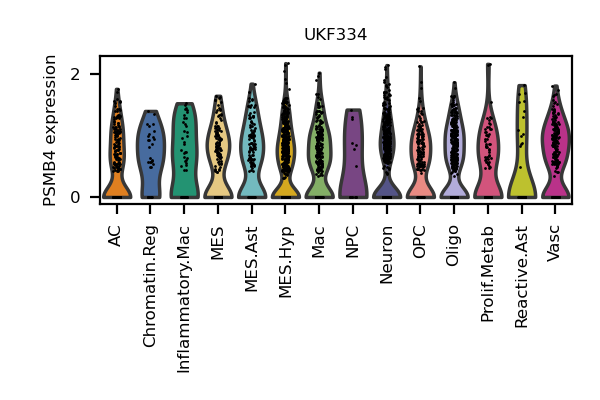 UKF334
PSMB4 expression
2
0
AC
Chromatin.Reg
Inflammatory.Mac
MES
MES.Ast
MES.Hyp
Mac
NPC
Neuron
OPC
Oligo
Prolif.Metab
Reactive.Ast
Vasc